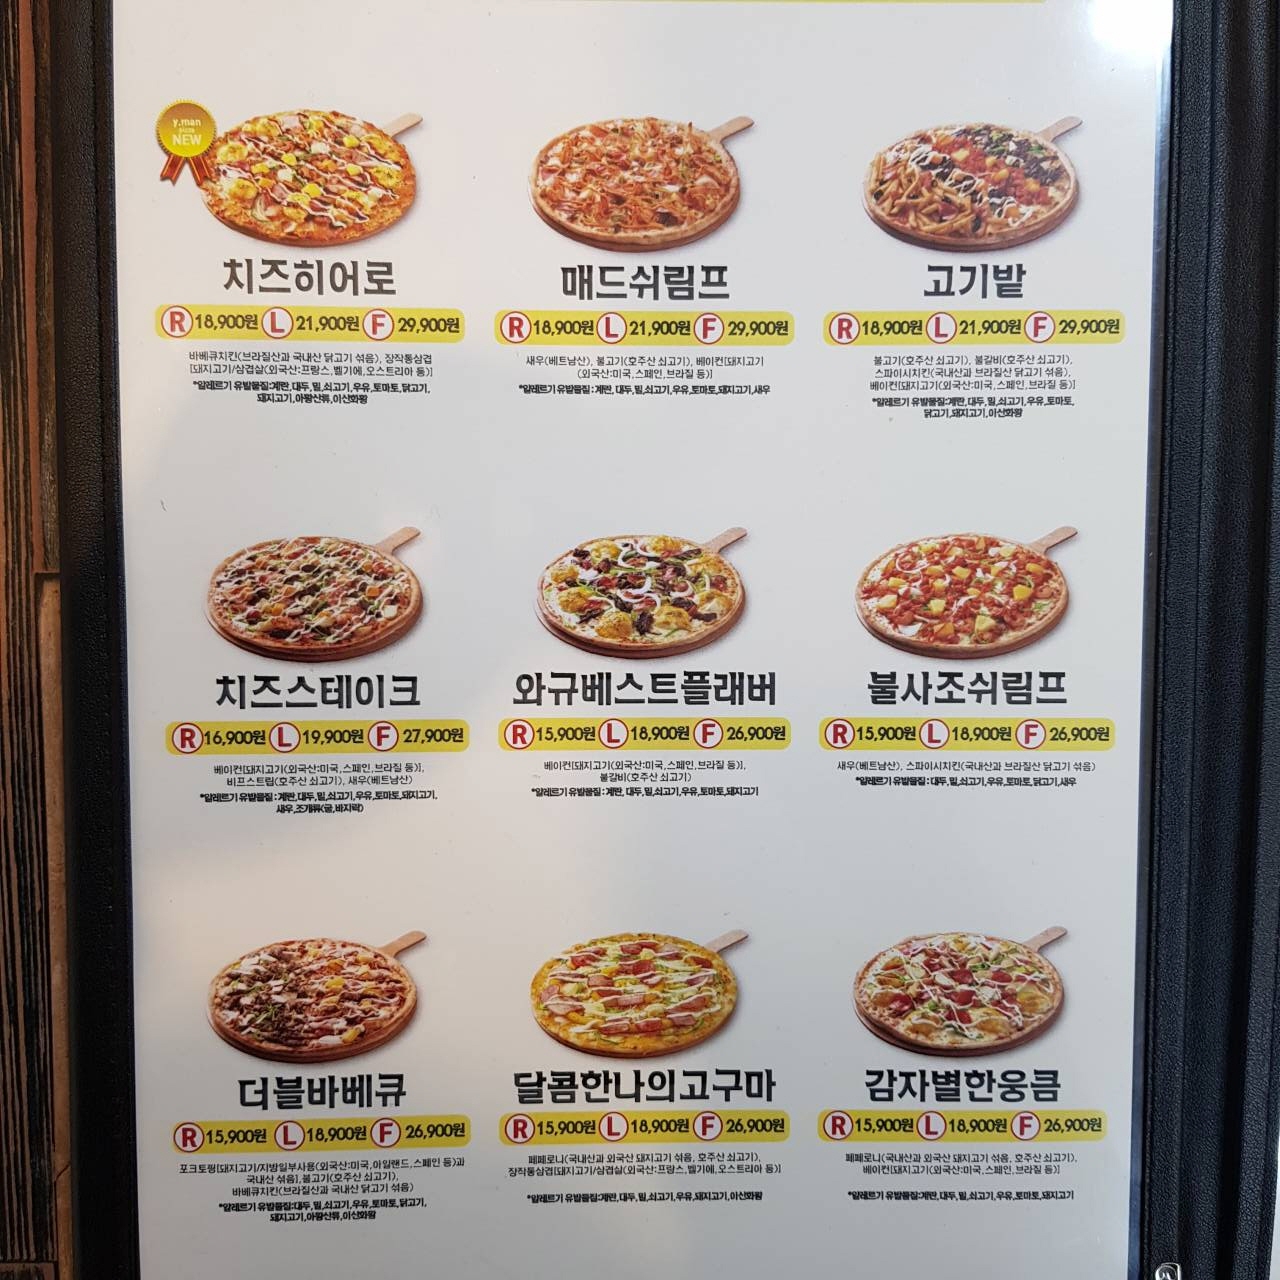 y.man
pizza
NEW
치즈히어로
R 18,900원 L 21,900원 F 29,900원
바베큐치킨(브라질산과 국내산 닭고기 섞음), 장작통삼겹
[돼지고기/삼겹살(외국산:프랑스,벨기에,오스트리아 등)]
*알레르기 유발물질:계란,대두,밀,쇠고기,우유,토마토,닭고기,
돼지고기,아황산류,이산화황
매드쉬림프
R 18,900원 L 21,900원 F 29,900원
새우(베트남산), 불고기(호주산 쇠고기), 베이컨[돼지고기
(외국산:미국,스페인,브라질 등)]
*알레르기 유발물질:계란, 대두,밀,쇠고기,우유,토마토,돼지고기,새우
고기밭
R 18,900원 L 21,900원 F 29,900원
불고기(호주산 쇠고기), 불갈비(호주산 쇠고기),
스파이시치킨(국내산과 브라질산 닭고기 섞음),
베이컨[돼지고기(외국산:미국,스페인,브라질 등)]
*알레르기 유발물질:계란,대두,밀,쇠고기,우유,토마토,
닭고기,돼지고기,이산화황
치즈스테이크
R 16,900원 L 19,900원 F 27,900원
베이컨[돼지고기(외국산:미국,스페인,브라질 등)],
비프스트립(호주산 쇠고기), 새우(베트남산)
*알레르기 유발물질:계란,대두,밀,쇠고기,우유,토마토,돼지고기,
새우,조개류(굴,바지락)
와규베스트플래버
R 15,900원 L 18,900원 F 26,900원
베이컨[돼지고기(외국산:미국,스페인,브라질 등)],
불갈비(호주산 쇠고기)
*알레르기 유발물질:계란, 대두,밀,쇠고기,우유,토마토,돼지고기
불사조쉬림프
R 15,900원 L 18,900원 F 26,900원
새우(베트남산), 스파이시치킨(국내산과 브라질산 닭고기 섞음)
*알레르기 유발물질:대두,밀,쇠고기,우유,토마토,닭고기,새우
더블바베큐
R 15,900원 L 18,900원 F 26,900원
포크토핑[돼지고기/지방일부사용(외국산:미국,아일랜드,스페인 등)과
국내산 섞음],불고기(호주산 쇠고기),
바베큐치킨(브라질산과 국내산 닭고기 섞음)
*알레르기 유발물질:대두,밀,쇠고기,우유,토마토,닭고기,
돼지고기,아황산류,이산화황
달콤한나의고구마
R 15,900원 L 18,900원 F 26,900원
페페로니(국내산과 외국산 돼지고기 섞음, 호주산 쇠고기),
장작통삼겹[돼지고기/삼겹살(외국산:프랑스,벨기에,오스트리아 등)]
*알레르기 유발물질:계란,대두,밀,쇠고기,우유,돼지고기,이산화황
감자별한웅큼
R 15,900원 L 18,900원 F 26,900원
페페로니(국내산과 외국산 돼지고기 섞음, 호주산 쇠고기),
베이컨[돼지고기(외국산:미국,스페인,브라질 등)]
*알레르기 유발물질:계란,대두,밀,쇠고기,우유,토마토,돼지고기